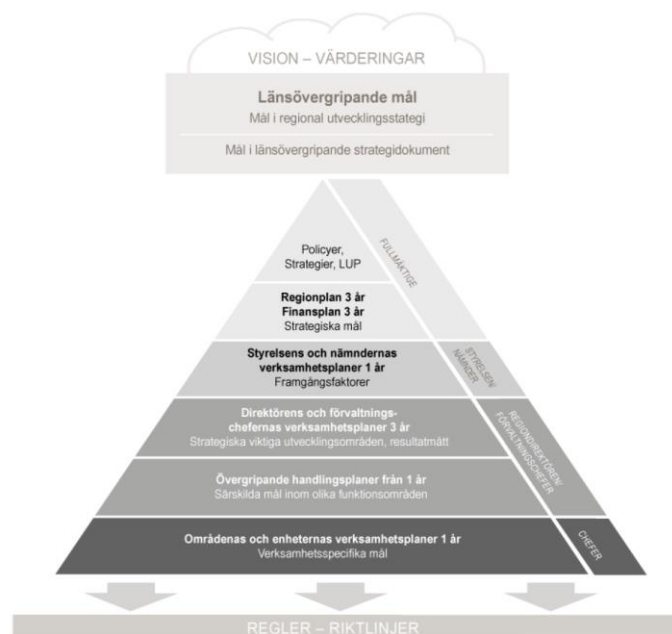 VISION – VÄRDERINGAR
Länsövergripande mål
Mål i regional utvecklingsstategi
Mål i länsövergripande strategidokument
Policyer,
Strategier, LUP
FULLMÄKTIGE
Regionplan 3 år
Finansplan 3 år
Strategiska mål
Styrelsens och nämndernas
verksamhetsplaner 1 år
Framgångsfaktorer
STYRELSEN/
NÄMNDER
Direktörens och förvaltnings-
chefernas verksamhetsplaner 3 år
Strategiska viktiga utvecklingsområden, resultatmått
REGIONDIREKTÖREN/
FÖRVALTNINGSCHEFER
Övergripande handlingsplaner från 1 år
Särskilda mål inom olika funktionsområden
Områdenas och enheternas verksamhetsplaner 1 år
Verksamhetsspecifika mål
CHEFER
REGLER – RIKTLINJER